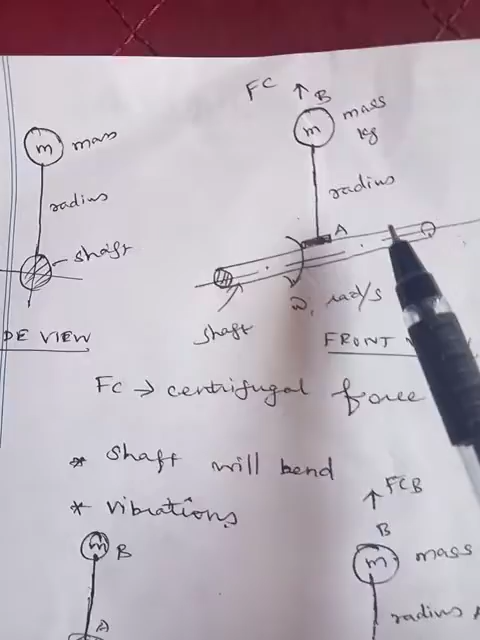 FC
B
m
mass
m
mass
kg
radius
radius
A
shaft
ω, rad/s
shaft
DE VIEW
FRONT
Fc → centrifugal force
* shaft will bend
* vibrations
FCB
m
B
B
m
mass
radius
A